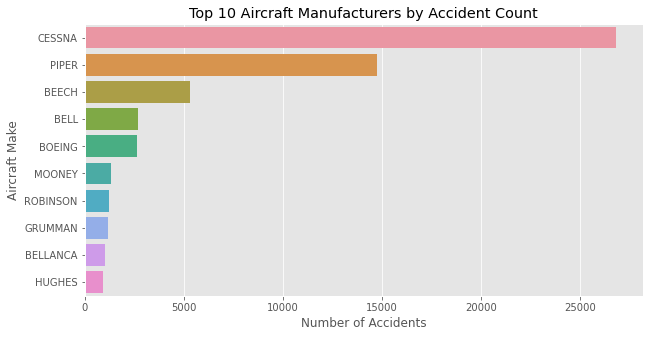 Top 10 Aircraft Manufacturers by Accident Count
Aircraft Make
CESSNA
PIPER
BEECH
BELL
BOEING
MOONEY
ROBINSON
GRUMMAN
BELLANCA
HUGHES
0 5000 10000 15000 20000 25000
Number of Accidents